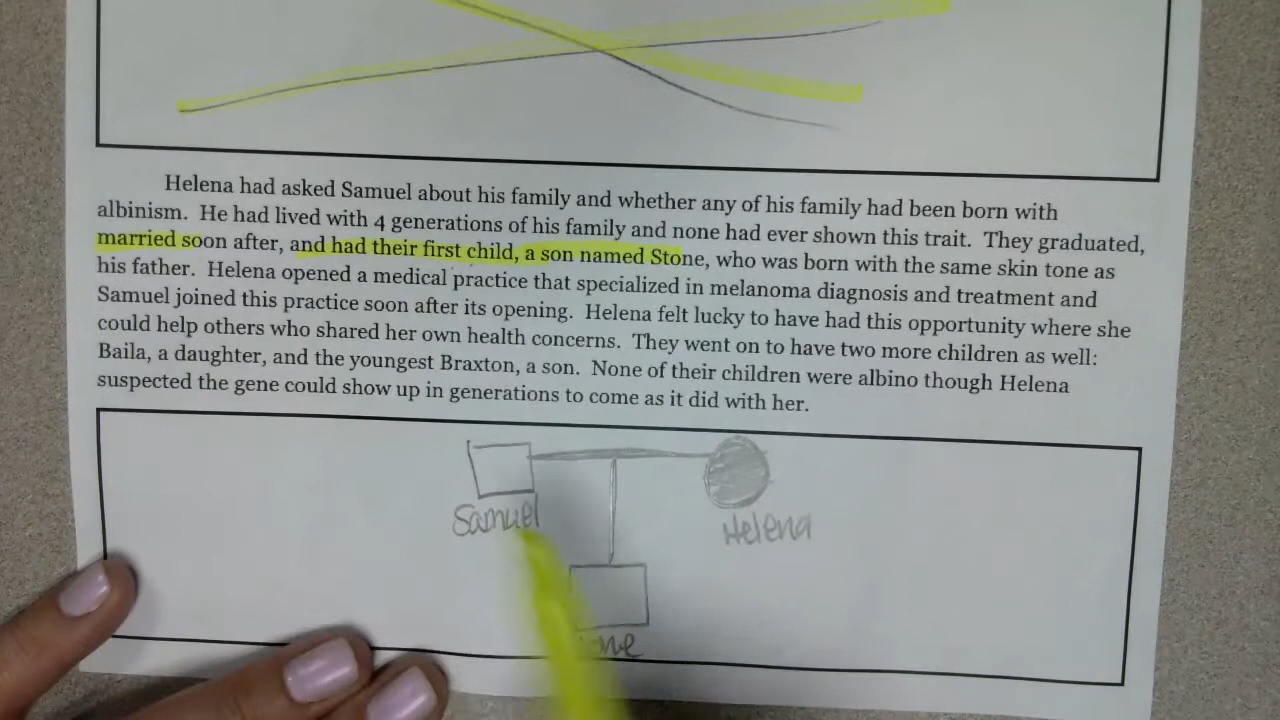 Helena had asked Samuel about his family and whether any of his family had been born with
albinism. He had lived with 4 generations of his family and none had ever shown this trait. They graduated,
married soon after, and had their first child, a son named Stone, who was born with the same skin tone as
his father. Helena opened a medical practice that specialized in melanoma diagnosis and treatment and
Samuel joined this practice soon after its opening. Helena felt lucky to have had this opportunity where she
could help others who shared her own health concerns. They went on to have two more children as well:
Baila, a daughter, and the youngest Braxton, a son. None of their children were albino though Helena
suspected the gene could show up in generations to come as it did with her.
Samuel
Helena